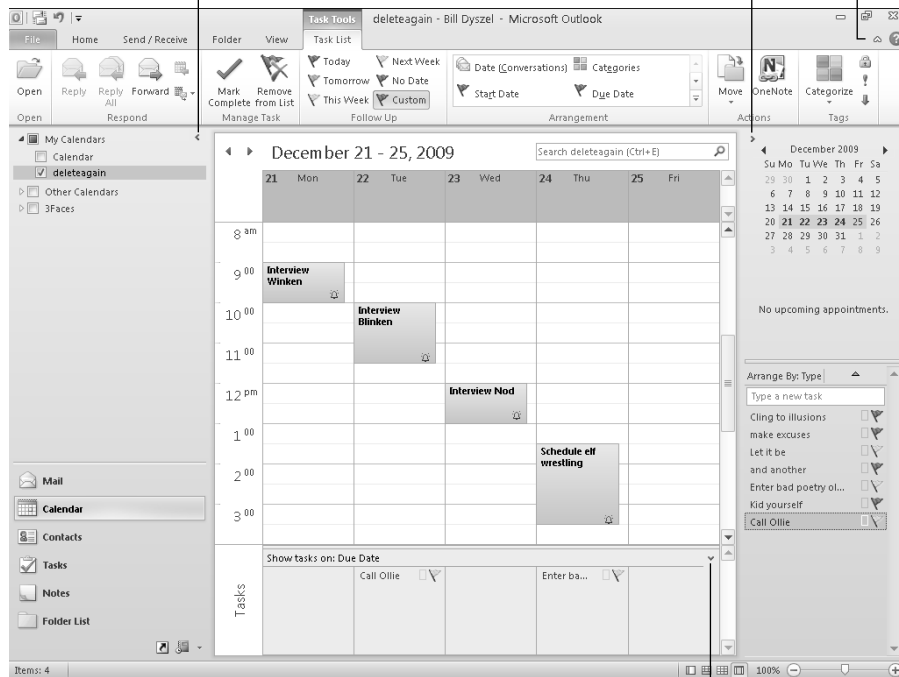 Task Tools deleteagain - Bill Dyszel - Microsoft Outlook
File Home Send / Receive Folder View Task List
Open Reply Reply All Forward
Mark Complete Remove from List
Today Next Week
Tomorrow No Date
This Week Custom
Date (Conversations) Categories
Start Date Due Date
Move OneNote Categorize
Open Respond Manage Task Follow Up Arrangement Actions Tags
My Calendars
Calendar
deleteagain
Other Calendars
3Faces
Mail
Calendar
Contacts
Tasks
Notes
Folder List
December 21 - 25, 2009
Search deleteagain (Ctrl+E)
21 Mon 22 Tue 23 Wed 24 Thu 25 Fri
8 am
9 00
10 00
11 00
12 pm
1 00
2 00
3 00
Interview
Winken
Interview
Blinken
Interview Nod
Schedule elf
wrestling
Show tasks on: Due Date
Tasks
Call Ollie Enter ba...
December 2009
Su Mo Tu We Th Fr Sa
29 30 1 2 3 4 5
6 7 8 9 10 11 12
13 14 15 16 17 18 19
20 21 22 23 24 25 26
27 28 29 30 31 1 2
3 4 5 6 7 8 9
No upcoming appointments.
Arrange By: Type
Type a new task
Cling to illusions
make excuses
Let it be
and another
Enter bad poetry ol...
Kid yourself
Call Ollie
Items: 4
100%